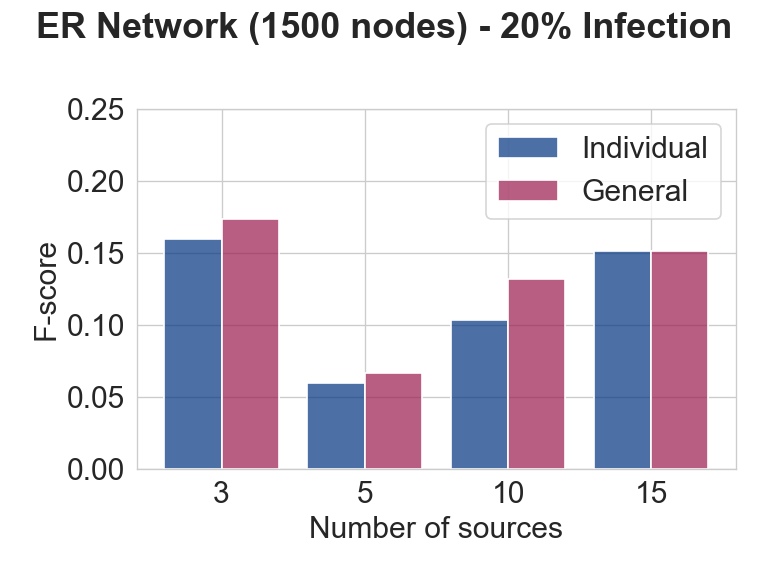 ER Network (1500 nodes) - 20% Infection
0.25
Individual
0.20
General
0.15
F-score
0.10
0.05
0.00
3 5 10 15
Number of sources